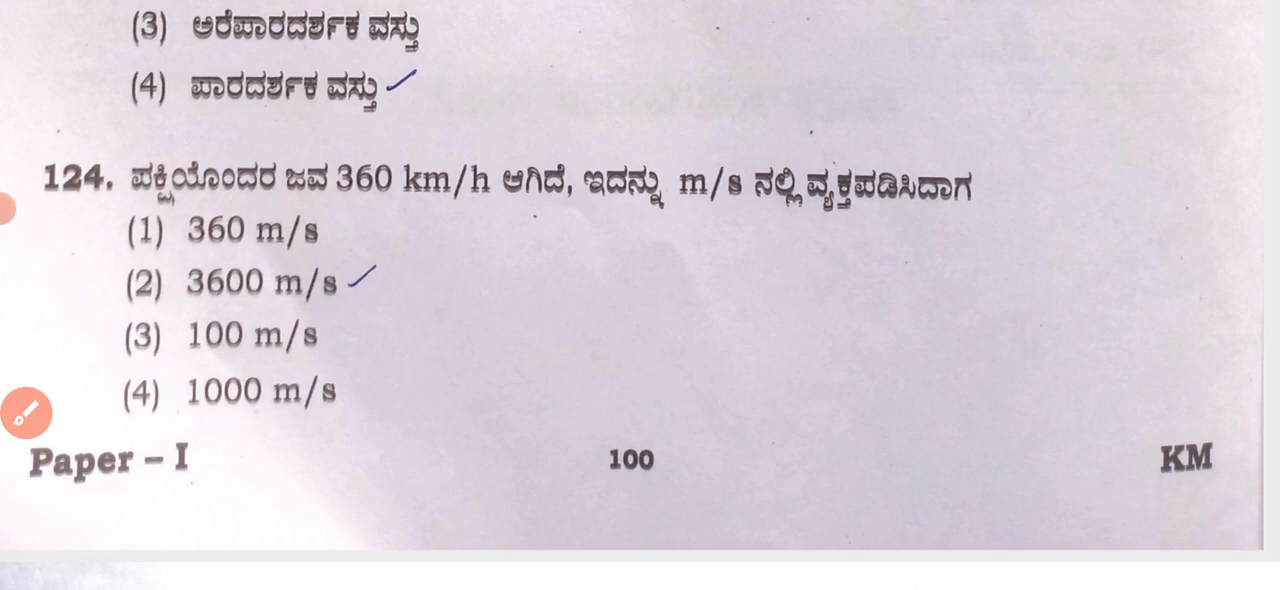 (3) ಅರೆಪಾರದರ್ಶಕ ವಸ್ತು
(4) ಪಾರದರ್ಶಕ ವಸ್ತು
124. ಪಕ್ಷಿಯೊಂದರ ಜವ 360 km/h ಆಗಿದೆ, ಇದನ್ನು m/s ನಲ್ಲಿ ವ್ಯಕ್ತಪಡಿಸಿದಾಗ
(1) 360 m/s
(2) 3600 m/s
(3) 100 m/s
(4) 1000 m/s
Paper – I 100 KM